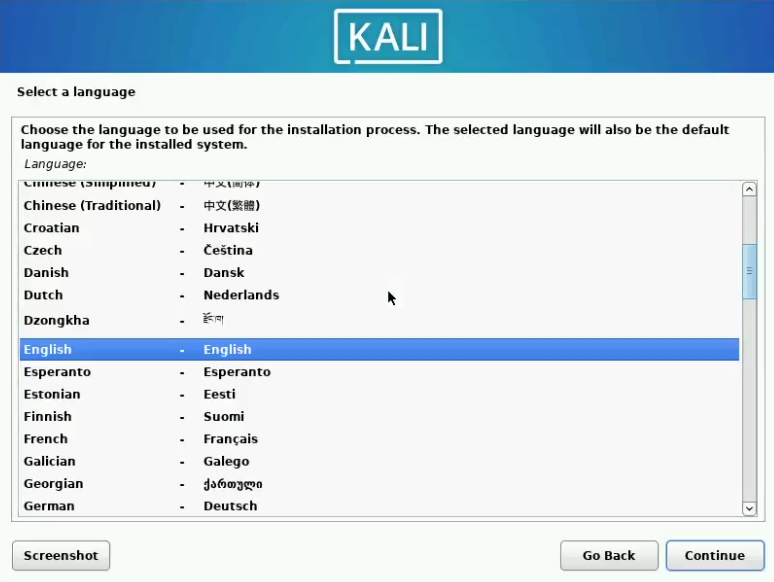 KALI
Select a language
Choose the language to be used for the installation process. The selected language will also be the default
language for the installed system.
Language:
Chinese (Simplified) - 中文(简体)
Chinese (Traditional) - 中文(繁體)
Croatian - Hrvatski
Czech - Čeština
Danish - Dansk
Dutch - Nederlands
Dzongkha - རྫོང་ཁ།
English - English
Esperanto - Esperanto
Estonian - Eesti
Finnish - Suomi
French - Français
Galician - Galego
Georgian - ქართული
German - Deutsch
Screenshot Go Back Continue